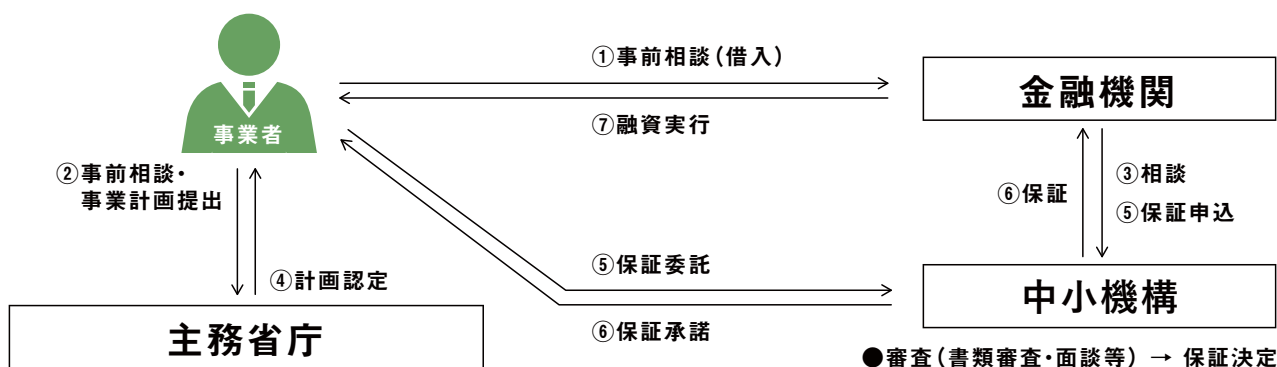 ①事前相談（借入）
金融機関
事業者
⑦融資実行
②事前相談・
事業計画提出
⑥保証
③相談
⑤保証申込
④計画認定
⑤保証委託
中小機構
主務省庁
⑥保証承諾
●審査（書類審査・面談等） → 保証決定